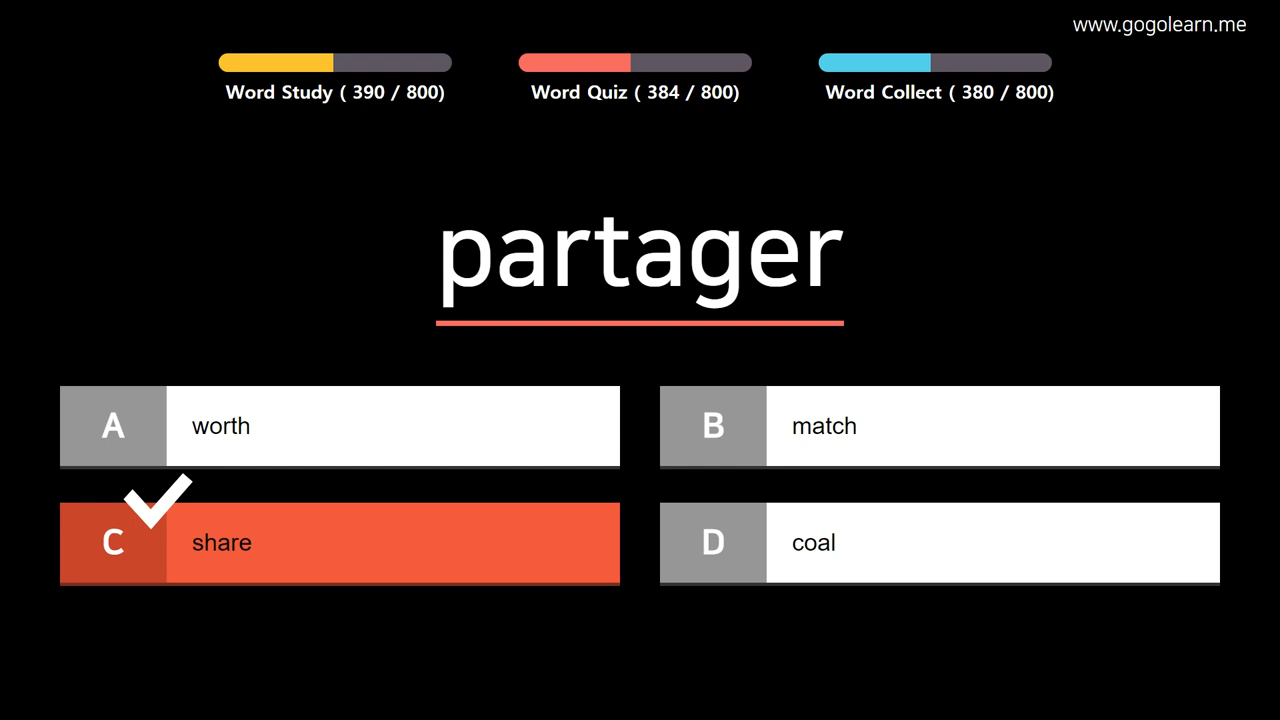 www.gogolearn.me
Word Study ( 390 / 800)
Word Quiz ( 384 / 800)
Word Collect ( 380 / 800)
partager
A worth
B match
C share
D coal